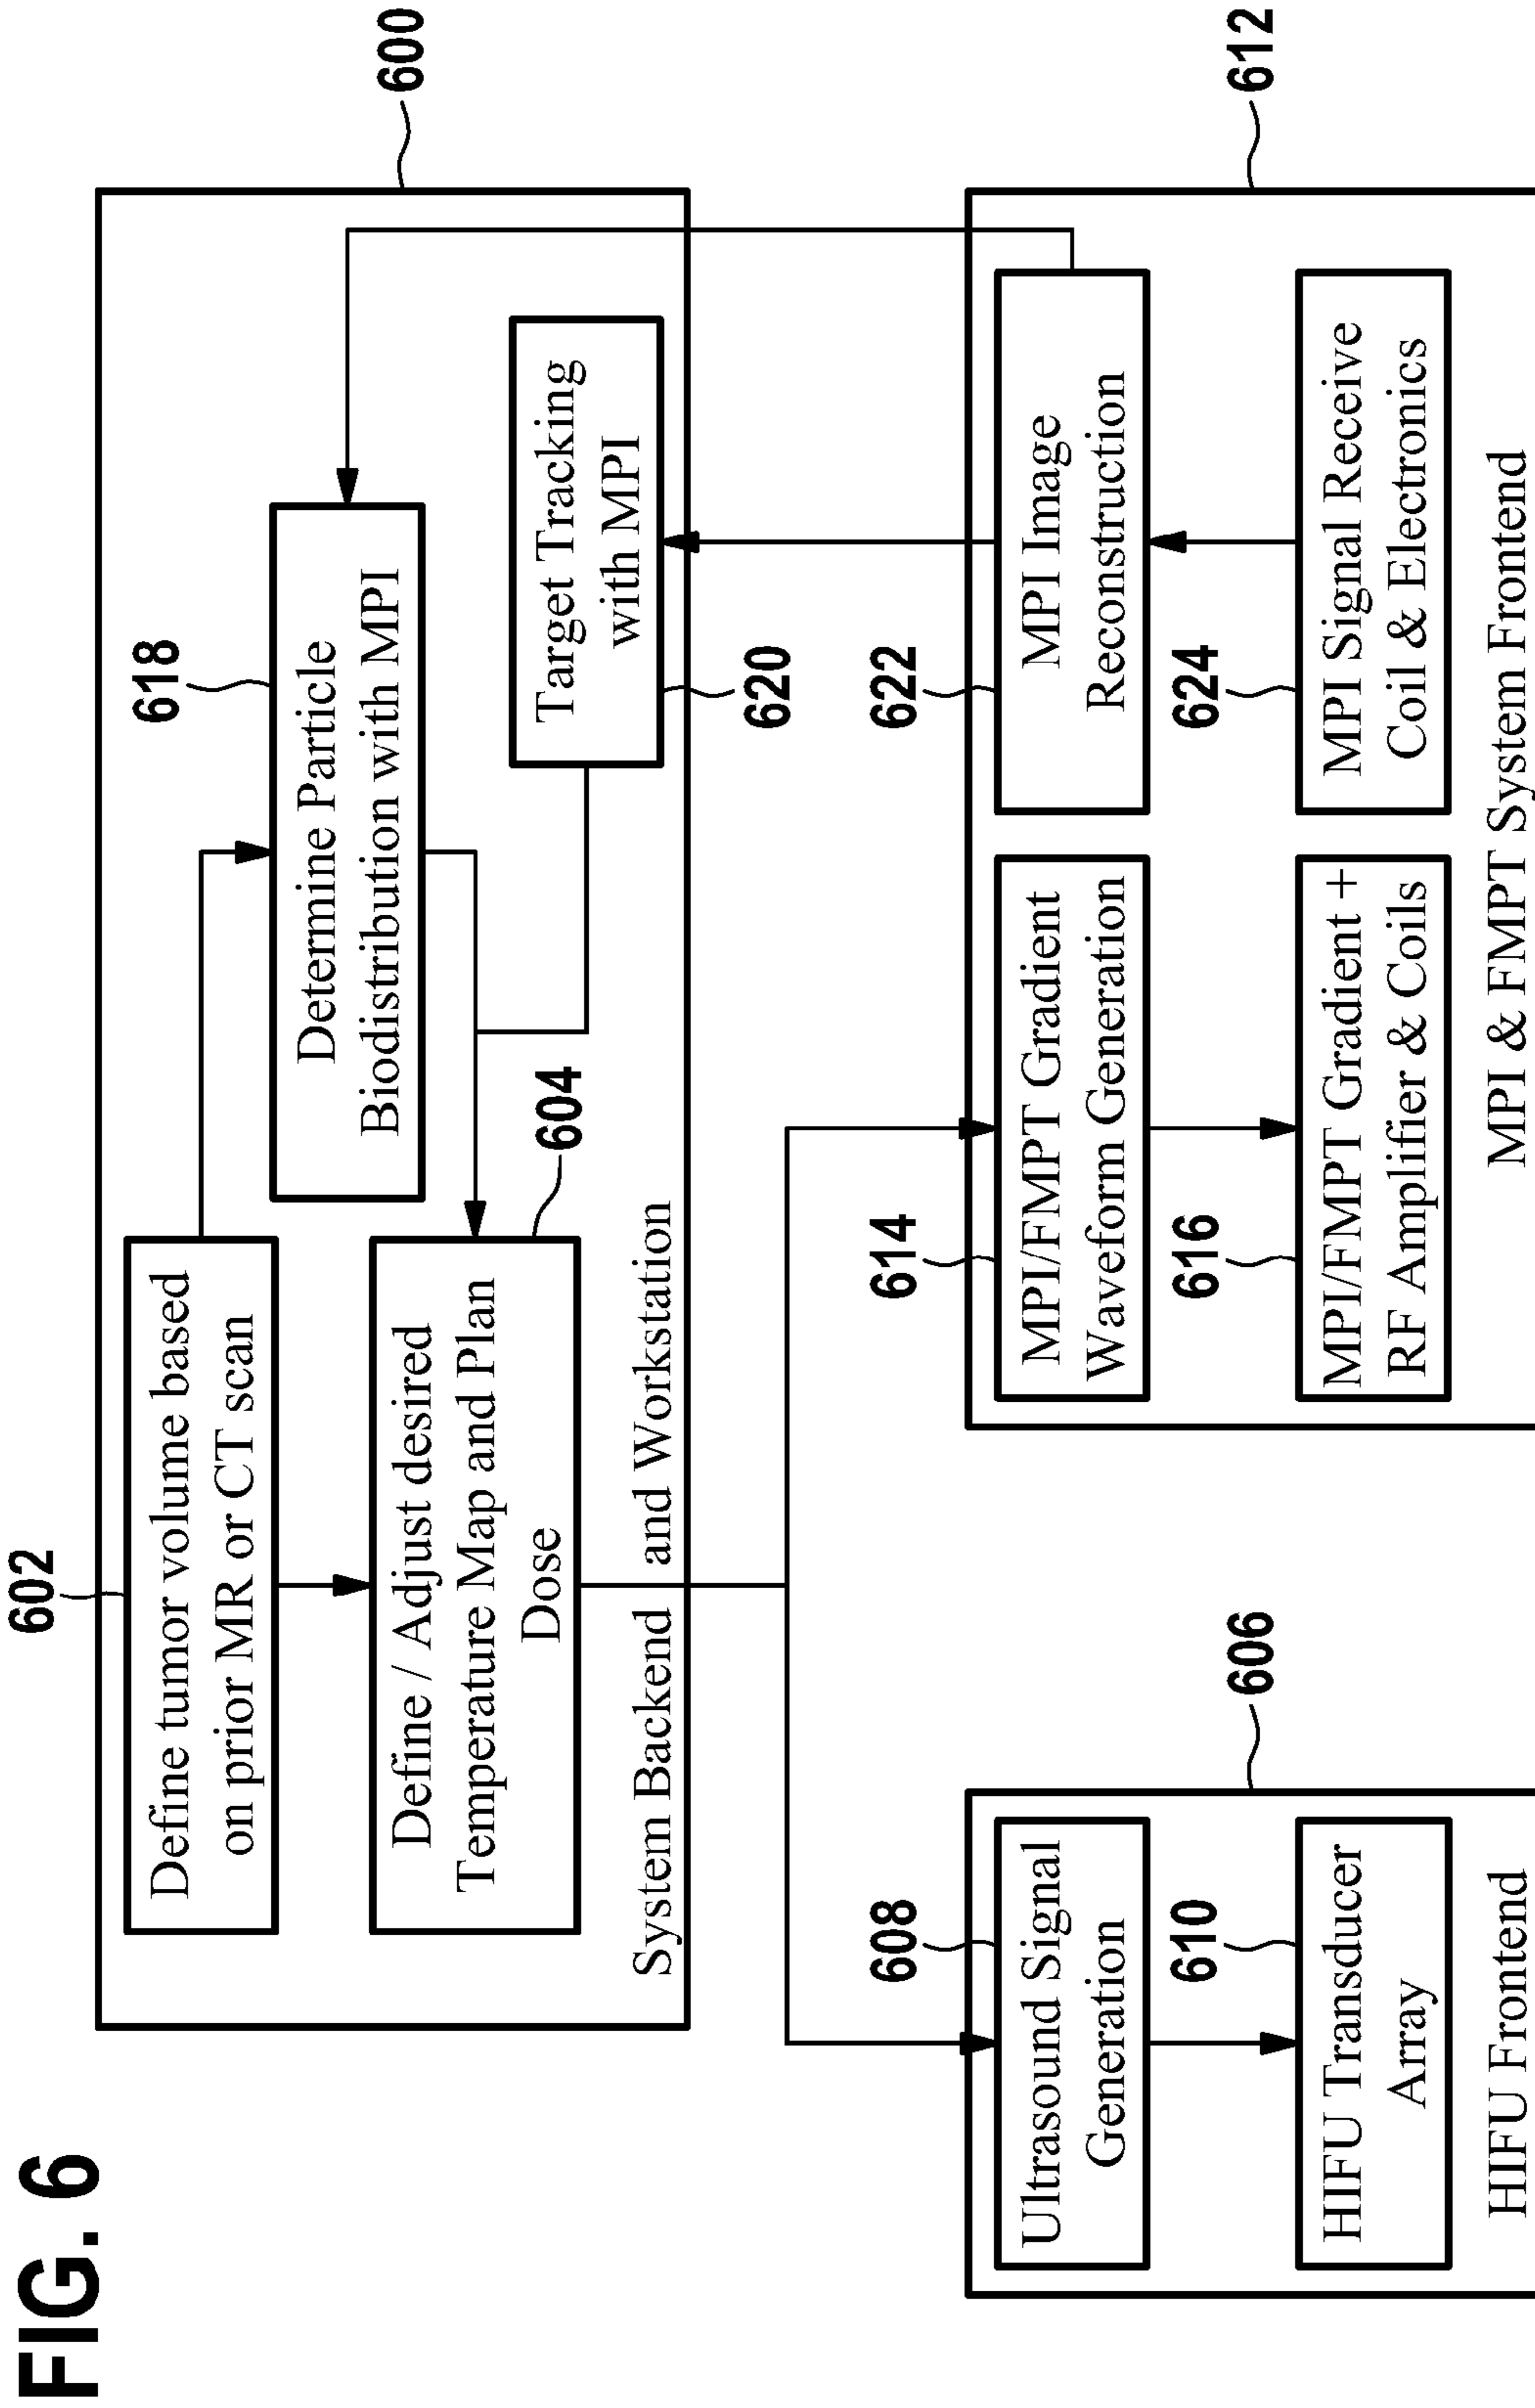 FIG. 6
602
Define tumor volume based
on prior MR or CT scan
618
Determine Particle
Biodistribution with MPI
600
Define / Adjust desired
Temperature Map and Plan
Dose
604
Target Tracking
with MPI
620
System Backend and Workstation
608
Ultrasound Signal
Generation
610
HIFU Transducer
Array
HIFU Frontend
606
614
MPI/FMPT Gradient
Waveform Generation
616
MPI/FMPT Gradient +
RF Amplifier & Coils
622
MPI Image
Reconstruction
624
MPI Signal Receive
Coil & Electronics
MPI & FMPT System Frontend
612